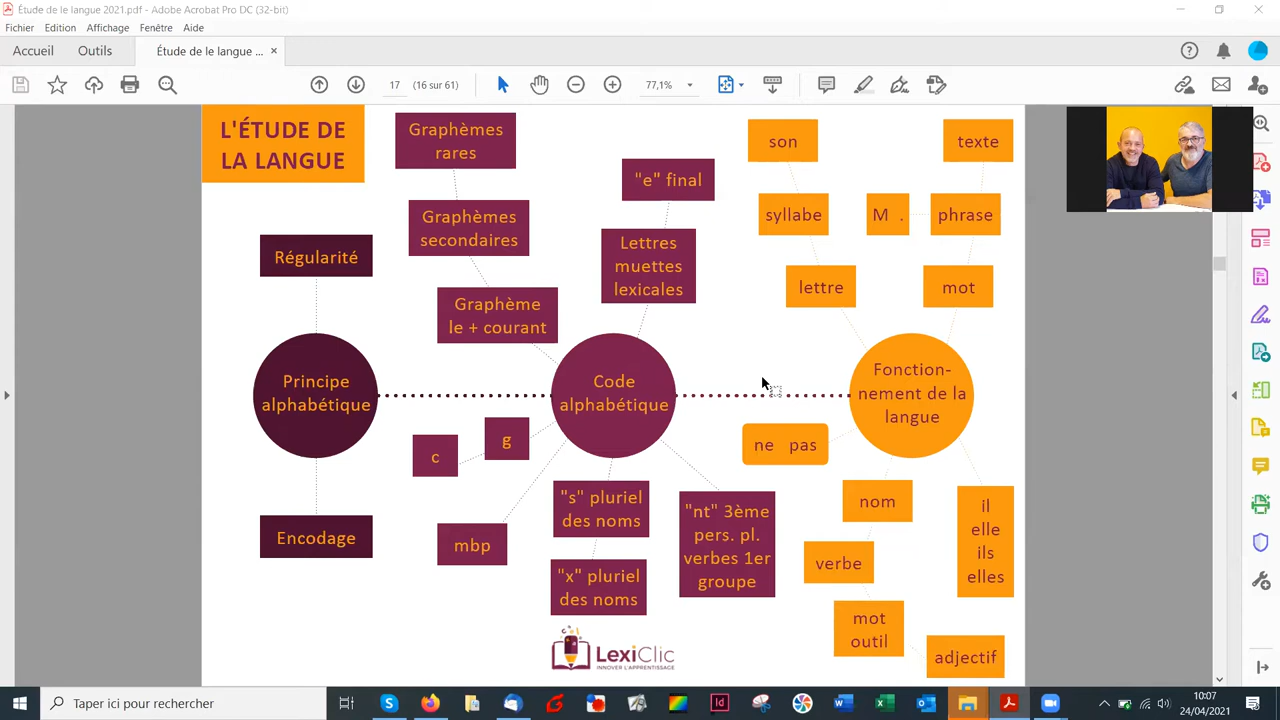 Étude de le langue 2021.pdf - Adobe Acrobat Pro DC (32-bit)
Fichier Edition Affichage Fenêtre Aide
Accueil Outils Étude de le langue ... ×
17 (16 sur 61) 77,1%
L'ÉTUDE DE
LA LANGUE
Graphèmes
rares
Graphèmes
secondaires
Graphème
le + courant
"e" final
Lettres
muettes
lexicales
son
syllabe
lettre
texte
M .
phrase
mot
Régularité
Principe
alphabétique
Encodage
Code
alphabétique
Fonction-
nement de la
langue
c
g
mbp
"s" pluriel
des noms
"x" pluriel
des noms
"nt" 3ème
pers. pl.
verbes 1er
groupe
ne pas
nom
verbe
mot
outil
adjectif
il
elle
ils
elles
LexiClic
INNOVER L'APPRENTISSAGE
Tapez ici pour rechercher
10:07
24/04/2021